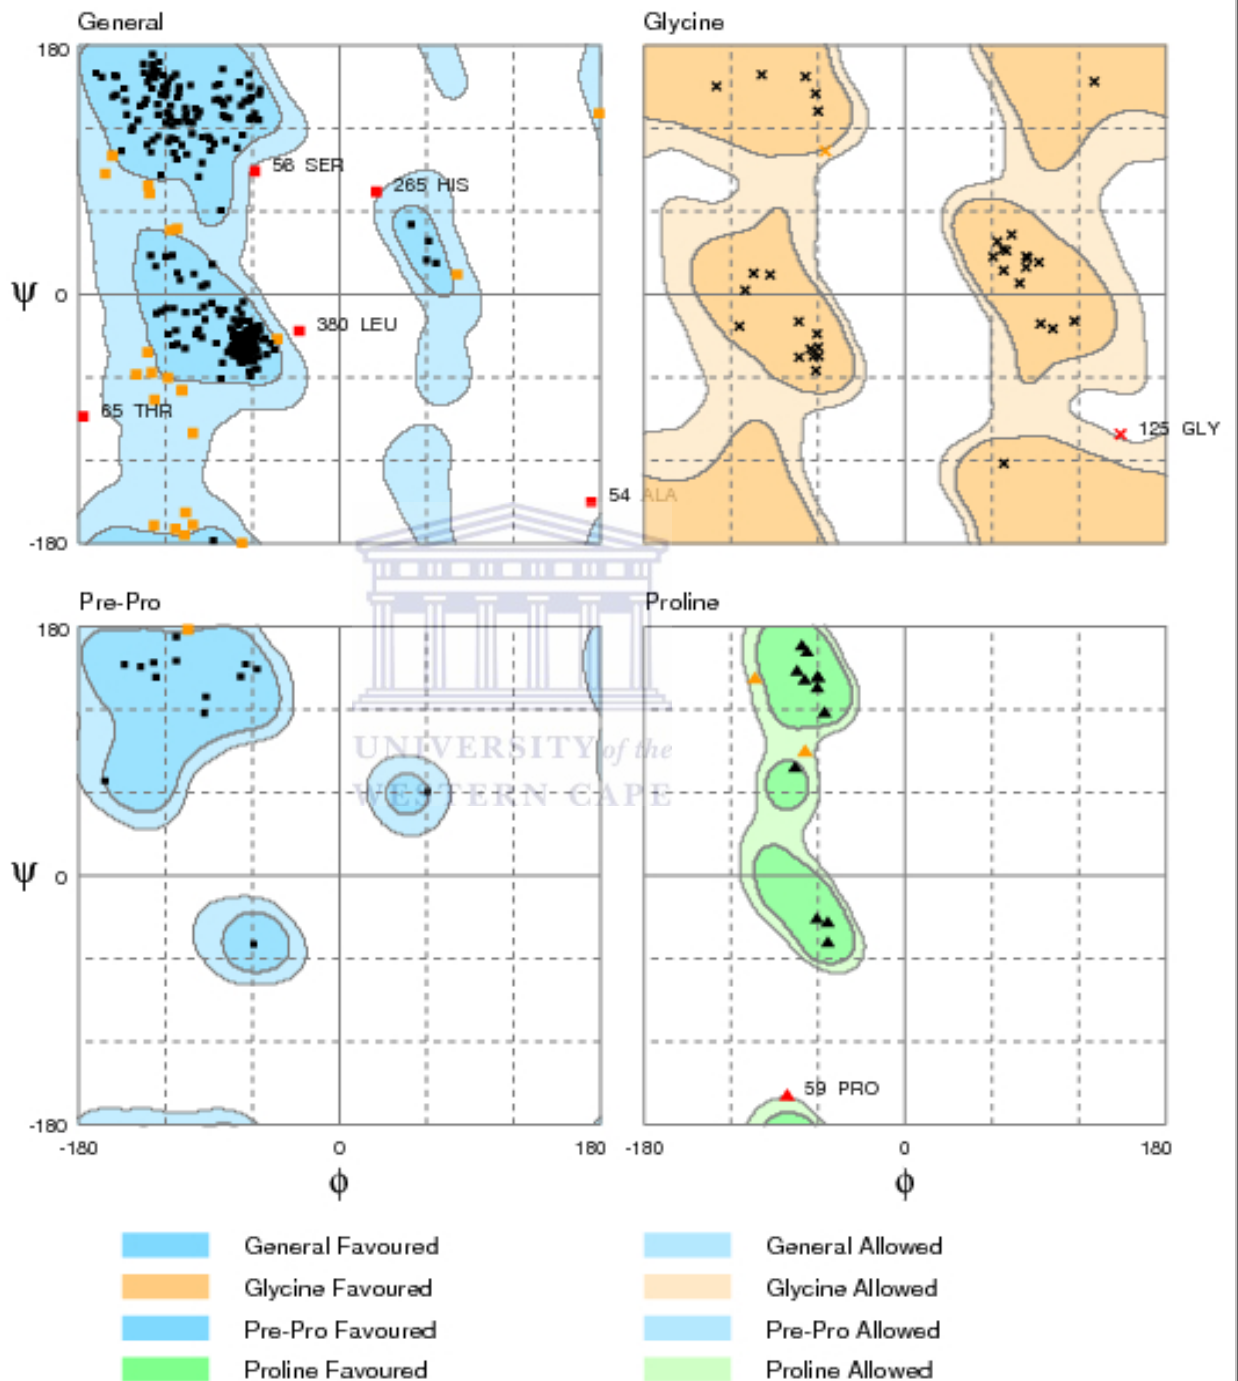 General
Glycine
180
56 SER
265 HIS
ψ
0
380 LEU
65 THR
125 GLY
54 ALA
-180
Pre-Pro
Proline
180
UNIVERSITY of the
WESTERN CAPE
ψ
0
59 PRO
-180
-180 0 180 -180 0 180
ϕ ϕ
General Favoured General Allowed
Glycine Favoured Glycine Allowed
Pre-Pro Favoured Pre-Pro Allowed
Proline Favoured Proline Allowed